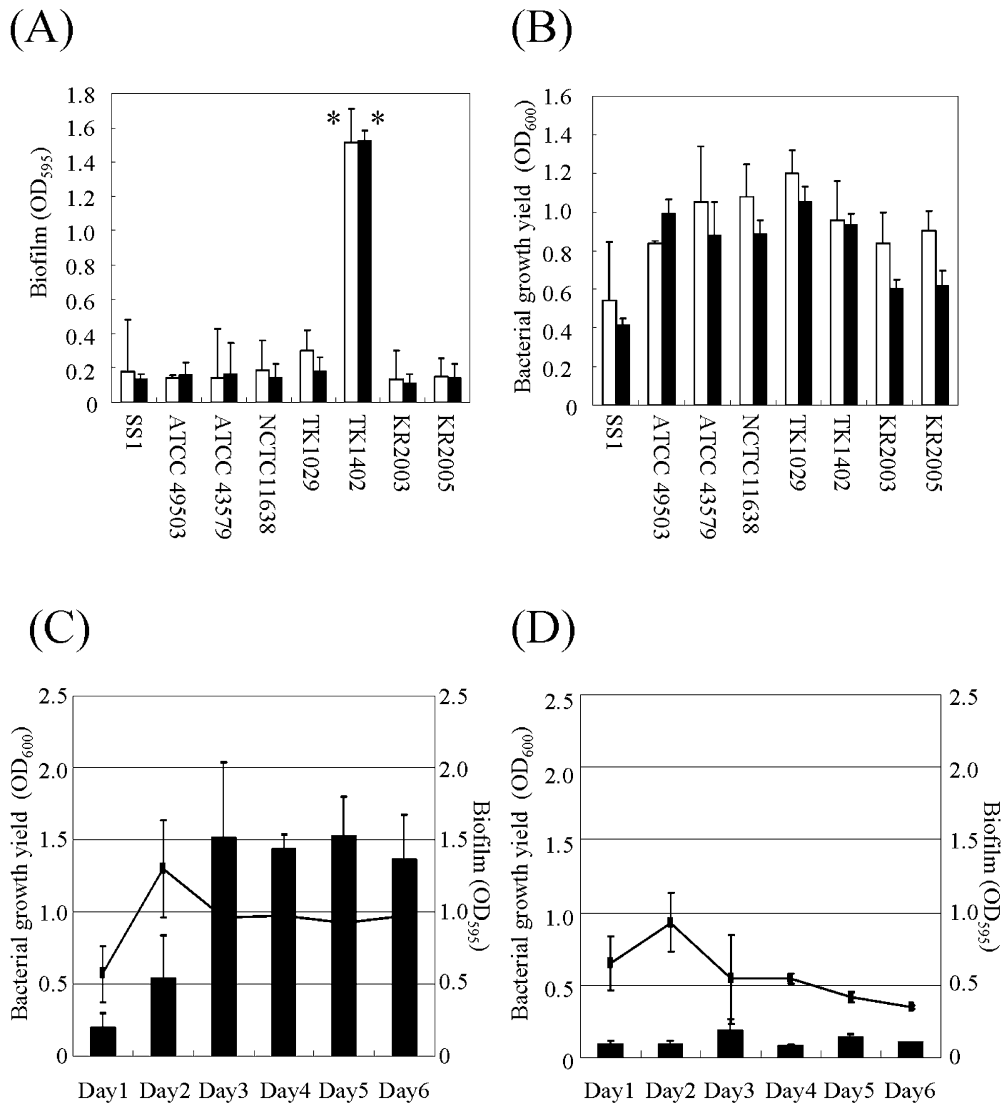 (A)
Biofilm (OD595)
1.8
1.6
1.4
1.2
1.0
0.8
0.6
0.4
0.2
0
* *
SS1
ATCC 49503
ATCC 43579
NCTC11638
TK1029
TK1402
KR2003
KR2005
(B)
Bacterial growth yield (OD600)
1.6
1.4
1.2
1.0
0.8
0.6
0.4
0.2
0
SS1
ATCC 49503
ATCC 43579
NCTC11638
TK1029
TK1402
KR2003
KR2005
(C)
Bacterial growth yield (OD600)
2.5
2.0
1.5
1.0
0.5
0
2.5
2.0
1.5
1.0
0.5
0
Biofilm (OD595)
Day1 Day2 Day3 Day4 Day5 Day6
(D)
Bacterial growth yield (OD600)
2.5
2.0
1.5
1.0
0.5
0
2.5
2.0
1.5
1.0
0.5
0
Biofilm (OD595)
Day1 Day2 Day3 Day4 Day5 Day6